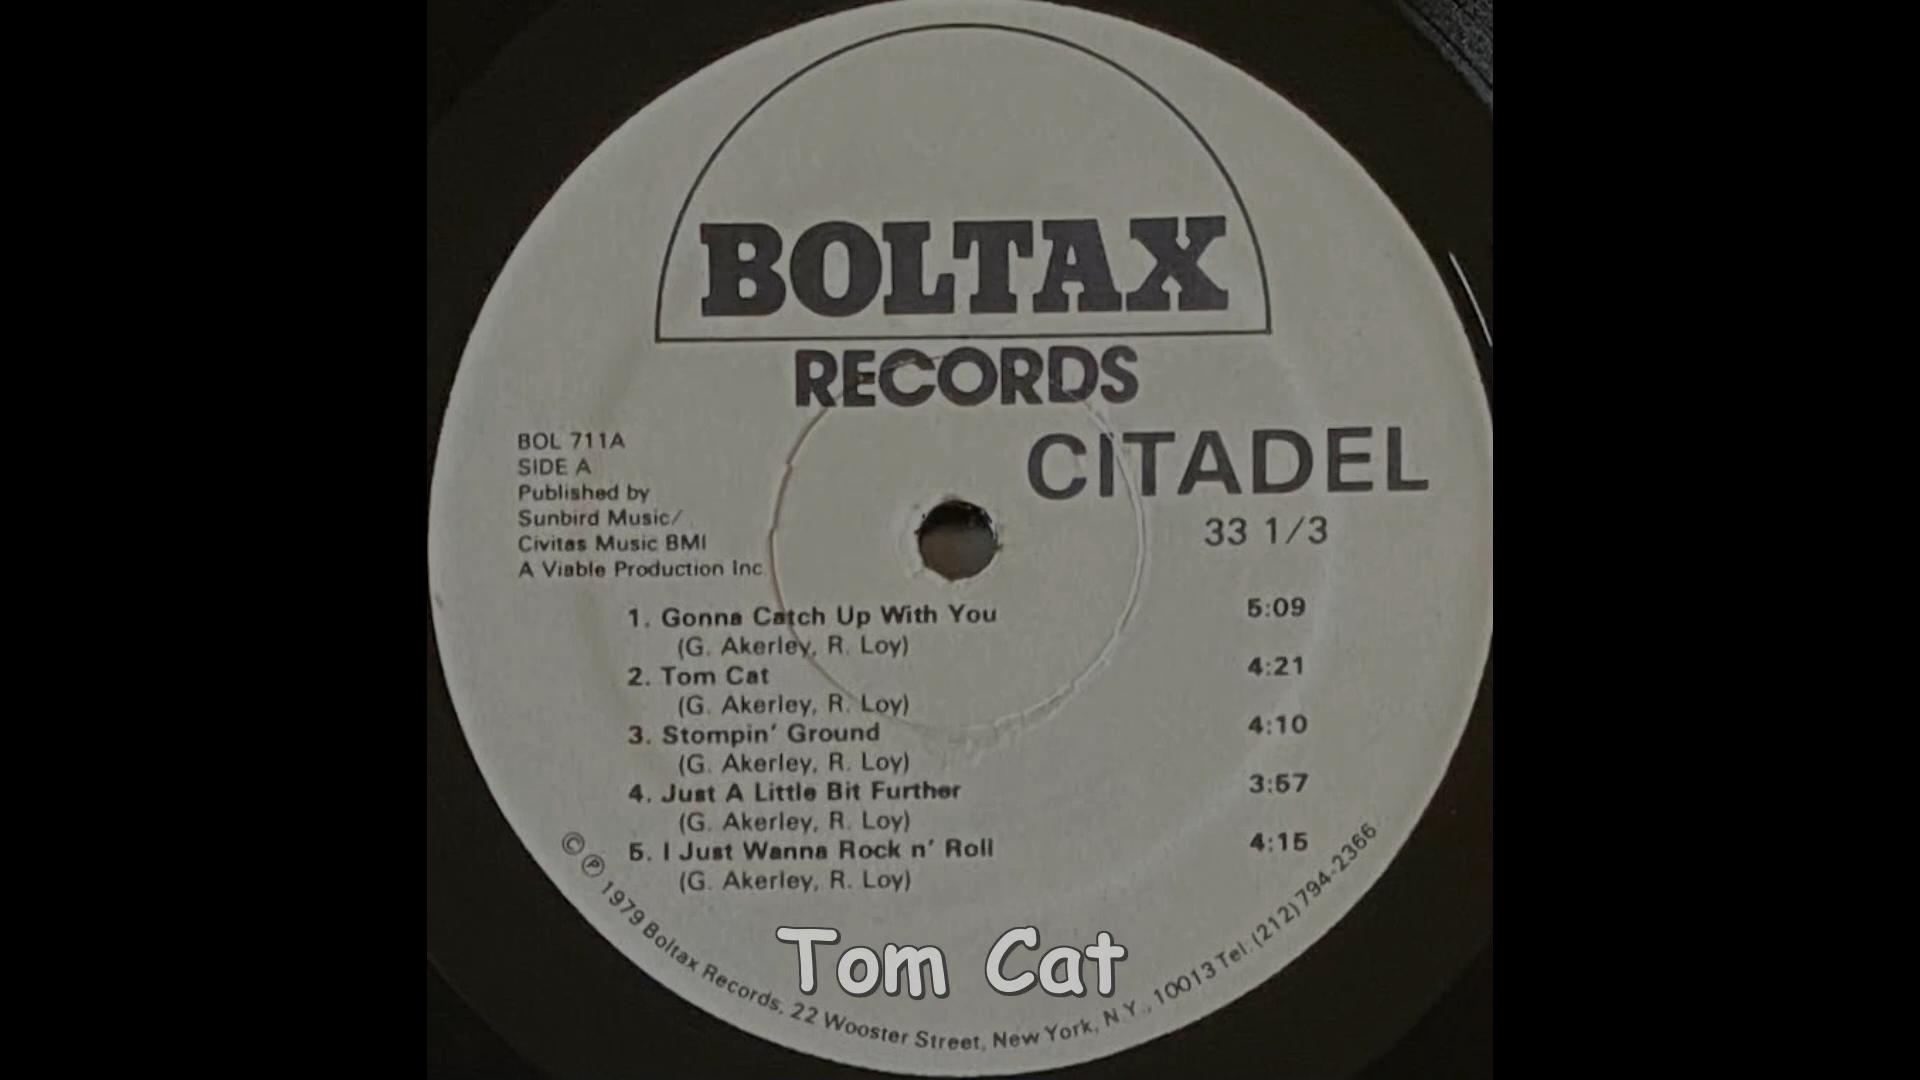 BOLTAX
RECORDS
CITADEL
33 1/3
BOL 711A
SIDE A
Published by
Sunbird Music/
Civitas Music BMI
A Viable Production Inc.
1. Gonna Catch Up With You 5:09
(G. Akerley, R. Loy)
2. Tom Cat 4:21
(G. Akerley, R. Loy)
3. Stompin' Ground 4:10
(G. Akerley, R. Loy)
4. Just A Little Bit Further 3:57
(G. Akerley, R. Loy)
5. I Just Wanna Rock n' Roll 4:15
(G. Akerley, R. Loy)
Tom Cat
© ℗ 1979 Boltax Records, 22 Wooster Street, New York, N.Y., 10013 Tel: (212) 794-2366